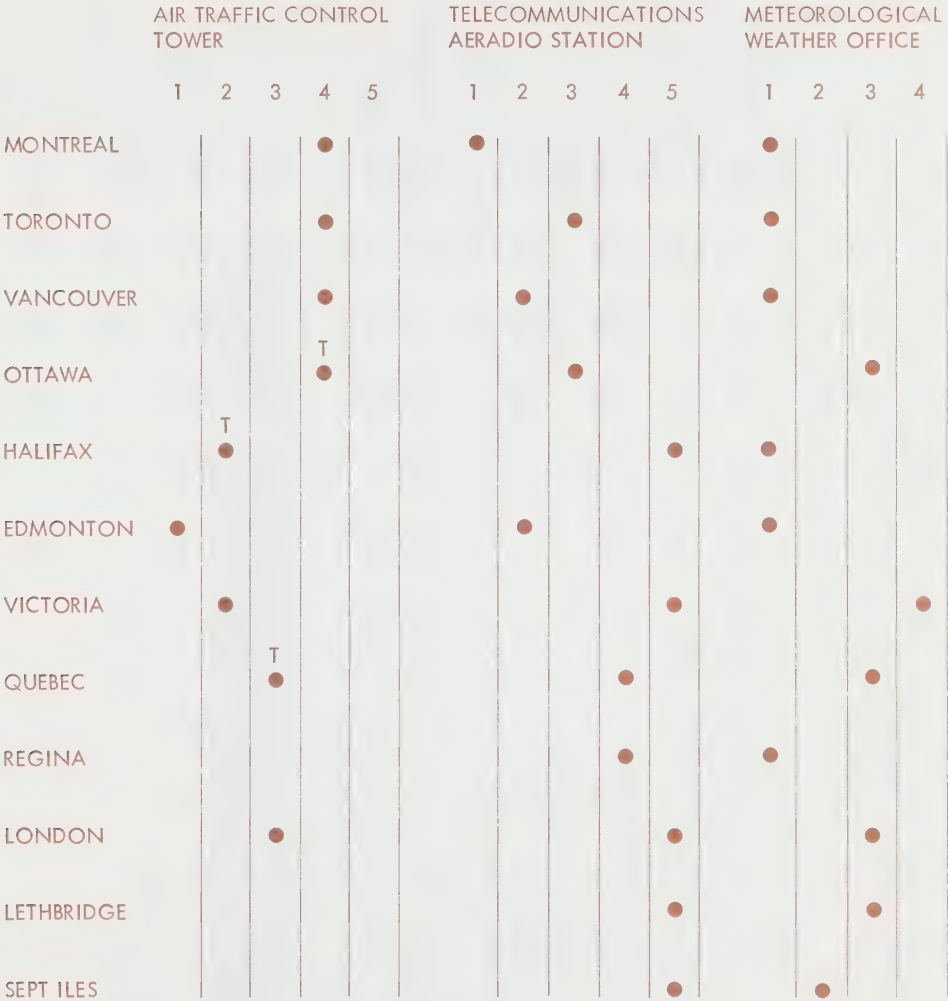 AIR TRAFFIC CONTROL TOWER
TELECOMMUNICATIONS AERADIO STATION
METEOROLOGICAL WEATHER OFFICE
1 2 3 4 5 1 2 3 4 5 1 2 3 4
MONTREAL
TORONTO
VANCOUVER
T
OTTAWA
T
HALIFAX
EDMONTON
VICTORIA
T
QUEBEC
REGINA
LONDON
LETHBRIDGE
SEPT ILES